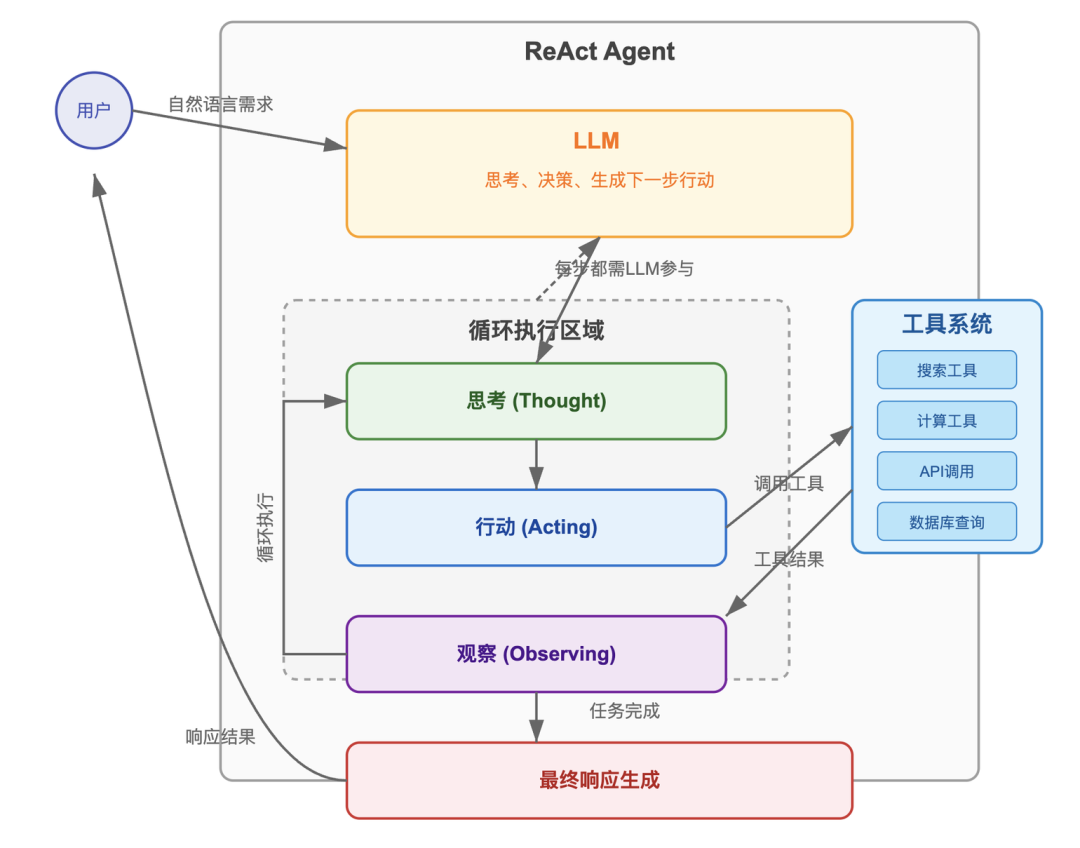 ReAct Agent
用户
自然语言需求
LLM
思考、决策、生成下一步行动
每步都需LLM参与
循环执行区域
工具系统
搜索工具
计算工具
API调用
数据库查询
思考 (Thought)
行动 (Acting)
调用工具
循环执行
工具结果
观察 (Observing)
任务完成
响应结果
最终响应生成